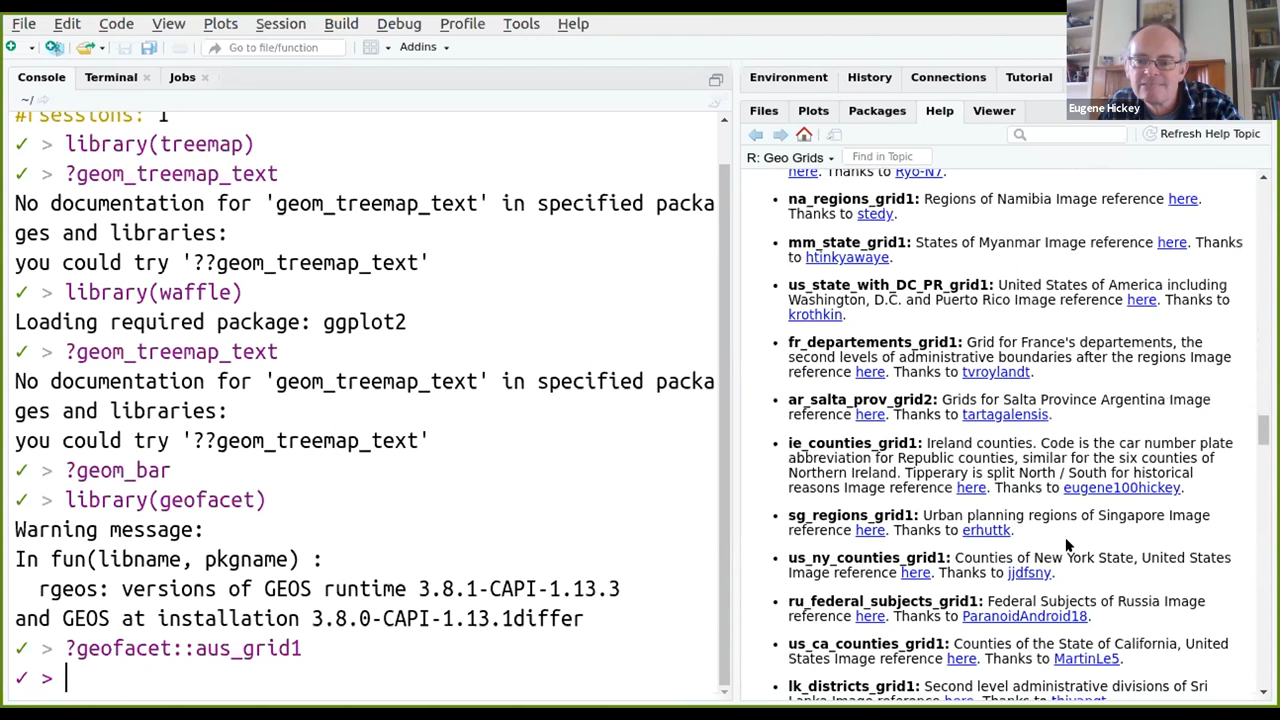 File Edit Code View Plots Session Build Debug Profile Tools Help
Go to file/function Addins
Console Terminal Jobs
~/
#rsessions: 1
✓ > library(treemap)
✓ > ?geom_treemap_text
No documentation for 'geom_treemap_text' in specified packa
ges and libraries:
you could try '??geom_treemap_text'
✓ > library(waffle)
Loading required package: ggplot2
✓ > ?geom_treemap_text
No documentation for 'geom_treemap_text' in specified packa
ges and libraries:
you could try '??geom_treemap_text'
✓ > ?geom_bar
✓ > library(geofacet)
Warning message:
In fun(libname, pkgname) :
rgeos: versions of GEOS runtime 3.8.1-CAPI-1.13.3
and GEOS at installation 3.8.0-CAPI-1.13.1differ
✓ > ?geofacet::aus_grid1
✓ >
Eugene Hickey
Environment History Connections Tutorial
Files Plots Packages Help Viewer
Refresh Help Topic
R: Geo Grids Find in Topic
here. Thanks to Ryo-N7.
• na_regions_grid1: Regions of Namibia Image reference here.
Thanks to stedy.
• mm_state_grid1: States of Myanmar Image reference here. Thanks
to htinkyawaye.
• us_state_with_DC_PR_grid1: United States of America including
Washington, D.C. and Puerto Rico Image reference here. Thanks to
krothkin.
• fr_departements_grid1: Grid for France's departements, the
second levels of administrative boundaries after the regions Image
reference here. Thanks to tvroylandt.
• ar_salta_prov_grid2: Grids for Salta Province Argentina Image
reference here. Thanks to tartagalensis.
• ie_counties_grid1: Ireland counties. Code is the car number plate
abbreviation for Republic counties, similar for the six counties of
Northern Ireland. Tipperary is split North / South for historical
reasons Image reference here. Thanks to eugene100hickey.
• sg_regions_grid1: Urban planning regions of Singapore Image
reference here. Thanks to erhuttk.
• us_ny_counties_grid1: Counties of New York State, United States
Image reference here. Thanks to jjdfsny.
• ru_federal_subjects_grid1: Federal Subjects of Russia Image
reference here. Thanks to ParanoidAndroid18.
• us_ca_counties_grid1: Counties of the State of California, United
States Image reference here. Thanks to MartinLe5.
• lk_districts_grid1: Second level administrative divisions of Sri
Lanka Image reference here. Thanks to